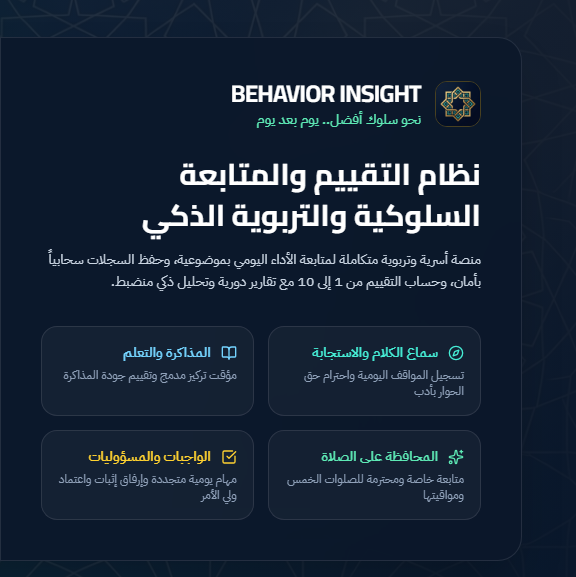 BEHAVIOR INSIGHT
نحو سلوك أفضل.. يوم بعد يوم
نظام التقييم والمتابعة
السلوكية والتربوية الذكي
منصة أسرية وتربوية متكاملة لمتابعة الأداء اليومي بموضوعية، وحفظ السجلات سحابياً
بأمان، وحساب التقييم من 1 إلى 10 مع تقارير دورية وتحليل ذكي منضبط.
سماع الكلام والاستجابة
تسجيل المواقف اليومية واحترام حق
الحوار بأدب
المذاكرة والتعلم
مؤقت تركيز مدمج وتقييم جودة المذاكرة
المحافظة على الصلاة
متابعة خاصة ومحترمة للصلوات الخمس
ومواقيتها
الواجبات والمسؤوليات
مهام يومية متجددة وإرفاق إثبات واعتماد
ولي الأمر